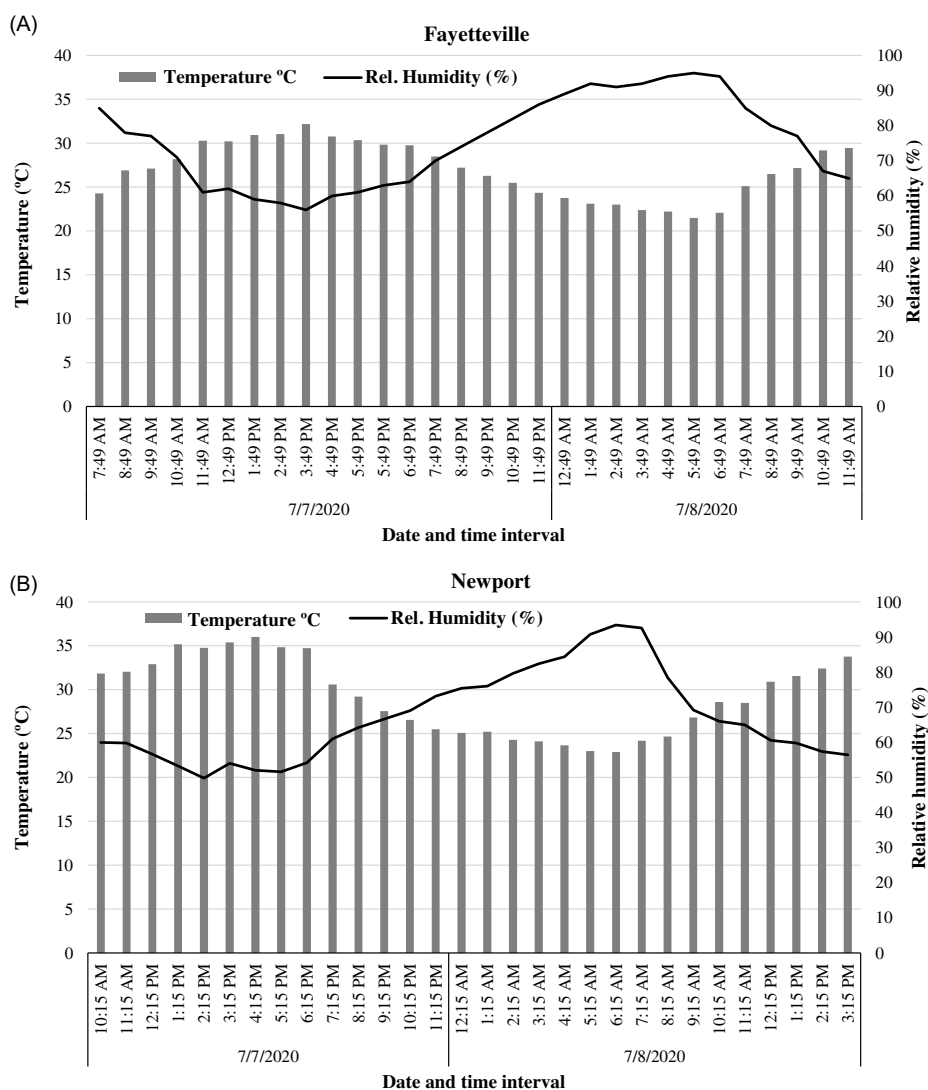 (A)
Fayetteville
Temperature ºC
Rel. Humidity (%)
40
35
30
25
20
15
10
5
0
Temperature (ºC)
100
90
80
70
60
50
40
30
20
10
0
Relative humidity (%)
7:49 AM
8:49 AM
9:49 AM
10:49 AM
11:49 AM
12:49 PM
1:49 PM
2:49 PM
3:49 PM
4:49 PM
5:49 PM
5:49 PM
6:49 PM
7:49 PM
8:49 PM
9:49 PM
10:49 PM
11:49 PM
12:49 AM
1:49 AM
2:49 AM
3:49 AM
4:49 AM
5:49 AM
6:49 AM
7:49 AM
8:49 AM
9:49 AM
10:49 AM
11:49 AM
7/7/2020
7/8/2020
Date and time interval
(B)
Newport
Temperature ºC
Rel. Humidity (%)
40
35
30
25
20
15
10
5
0
Temperature (ºC)
100
90
80
70
60
50
40
30
20
10
0
Relative humidity (%)
10:15 AM
11:15 AM
12:15 PM
1:15 PM
2:15 PM
3:15 PM
4:15 PM
5:15 PM
6:15 PM
7:15 PM
8:15 PM
9:15 PM
10:15 PM
11:15 PM
12:15 AM
1:15 AM
2:15 AM
3:15 AM
4:15 AM
5:15 AM
6:15 AM
7:15 AM
8:15 AM
9:15 AM
10:15 AM
11:15 AM
12:15 PM
1:15 PM
2:15 PM
3:15 PM
7/7/2020
7/8/2020
Date and time interval